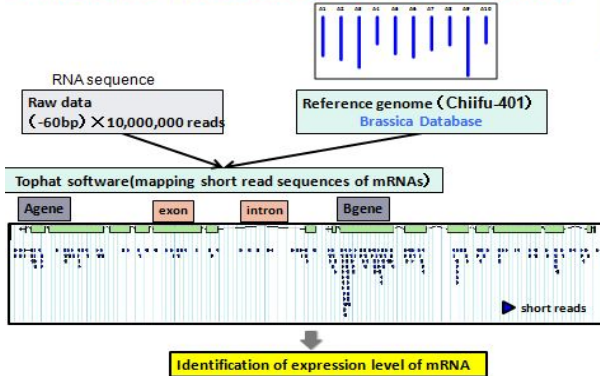 A1 A2 A3 A4 A5 A6 A7 A8 A9 A10
RNA sequence
Raw data
(-60bp) ×10,000,000 reads
Reference genome (Chiifu-401)
Brassica Database
Tophat software(mapping short read sequences of mRNAs)
Agene
exon
intron
Bgene
short reads
Identification of expression level of mRNA